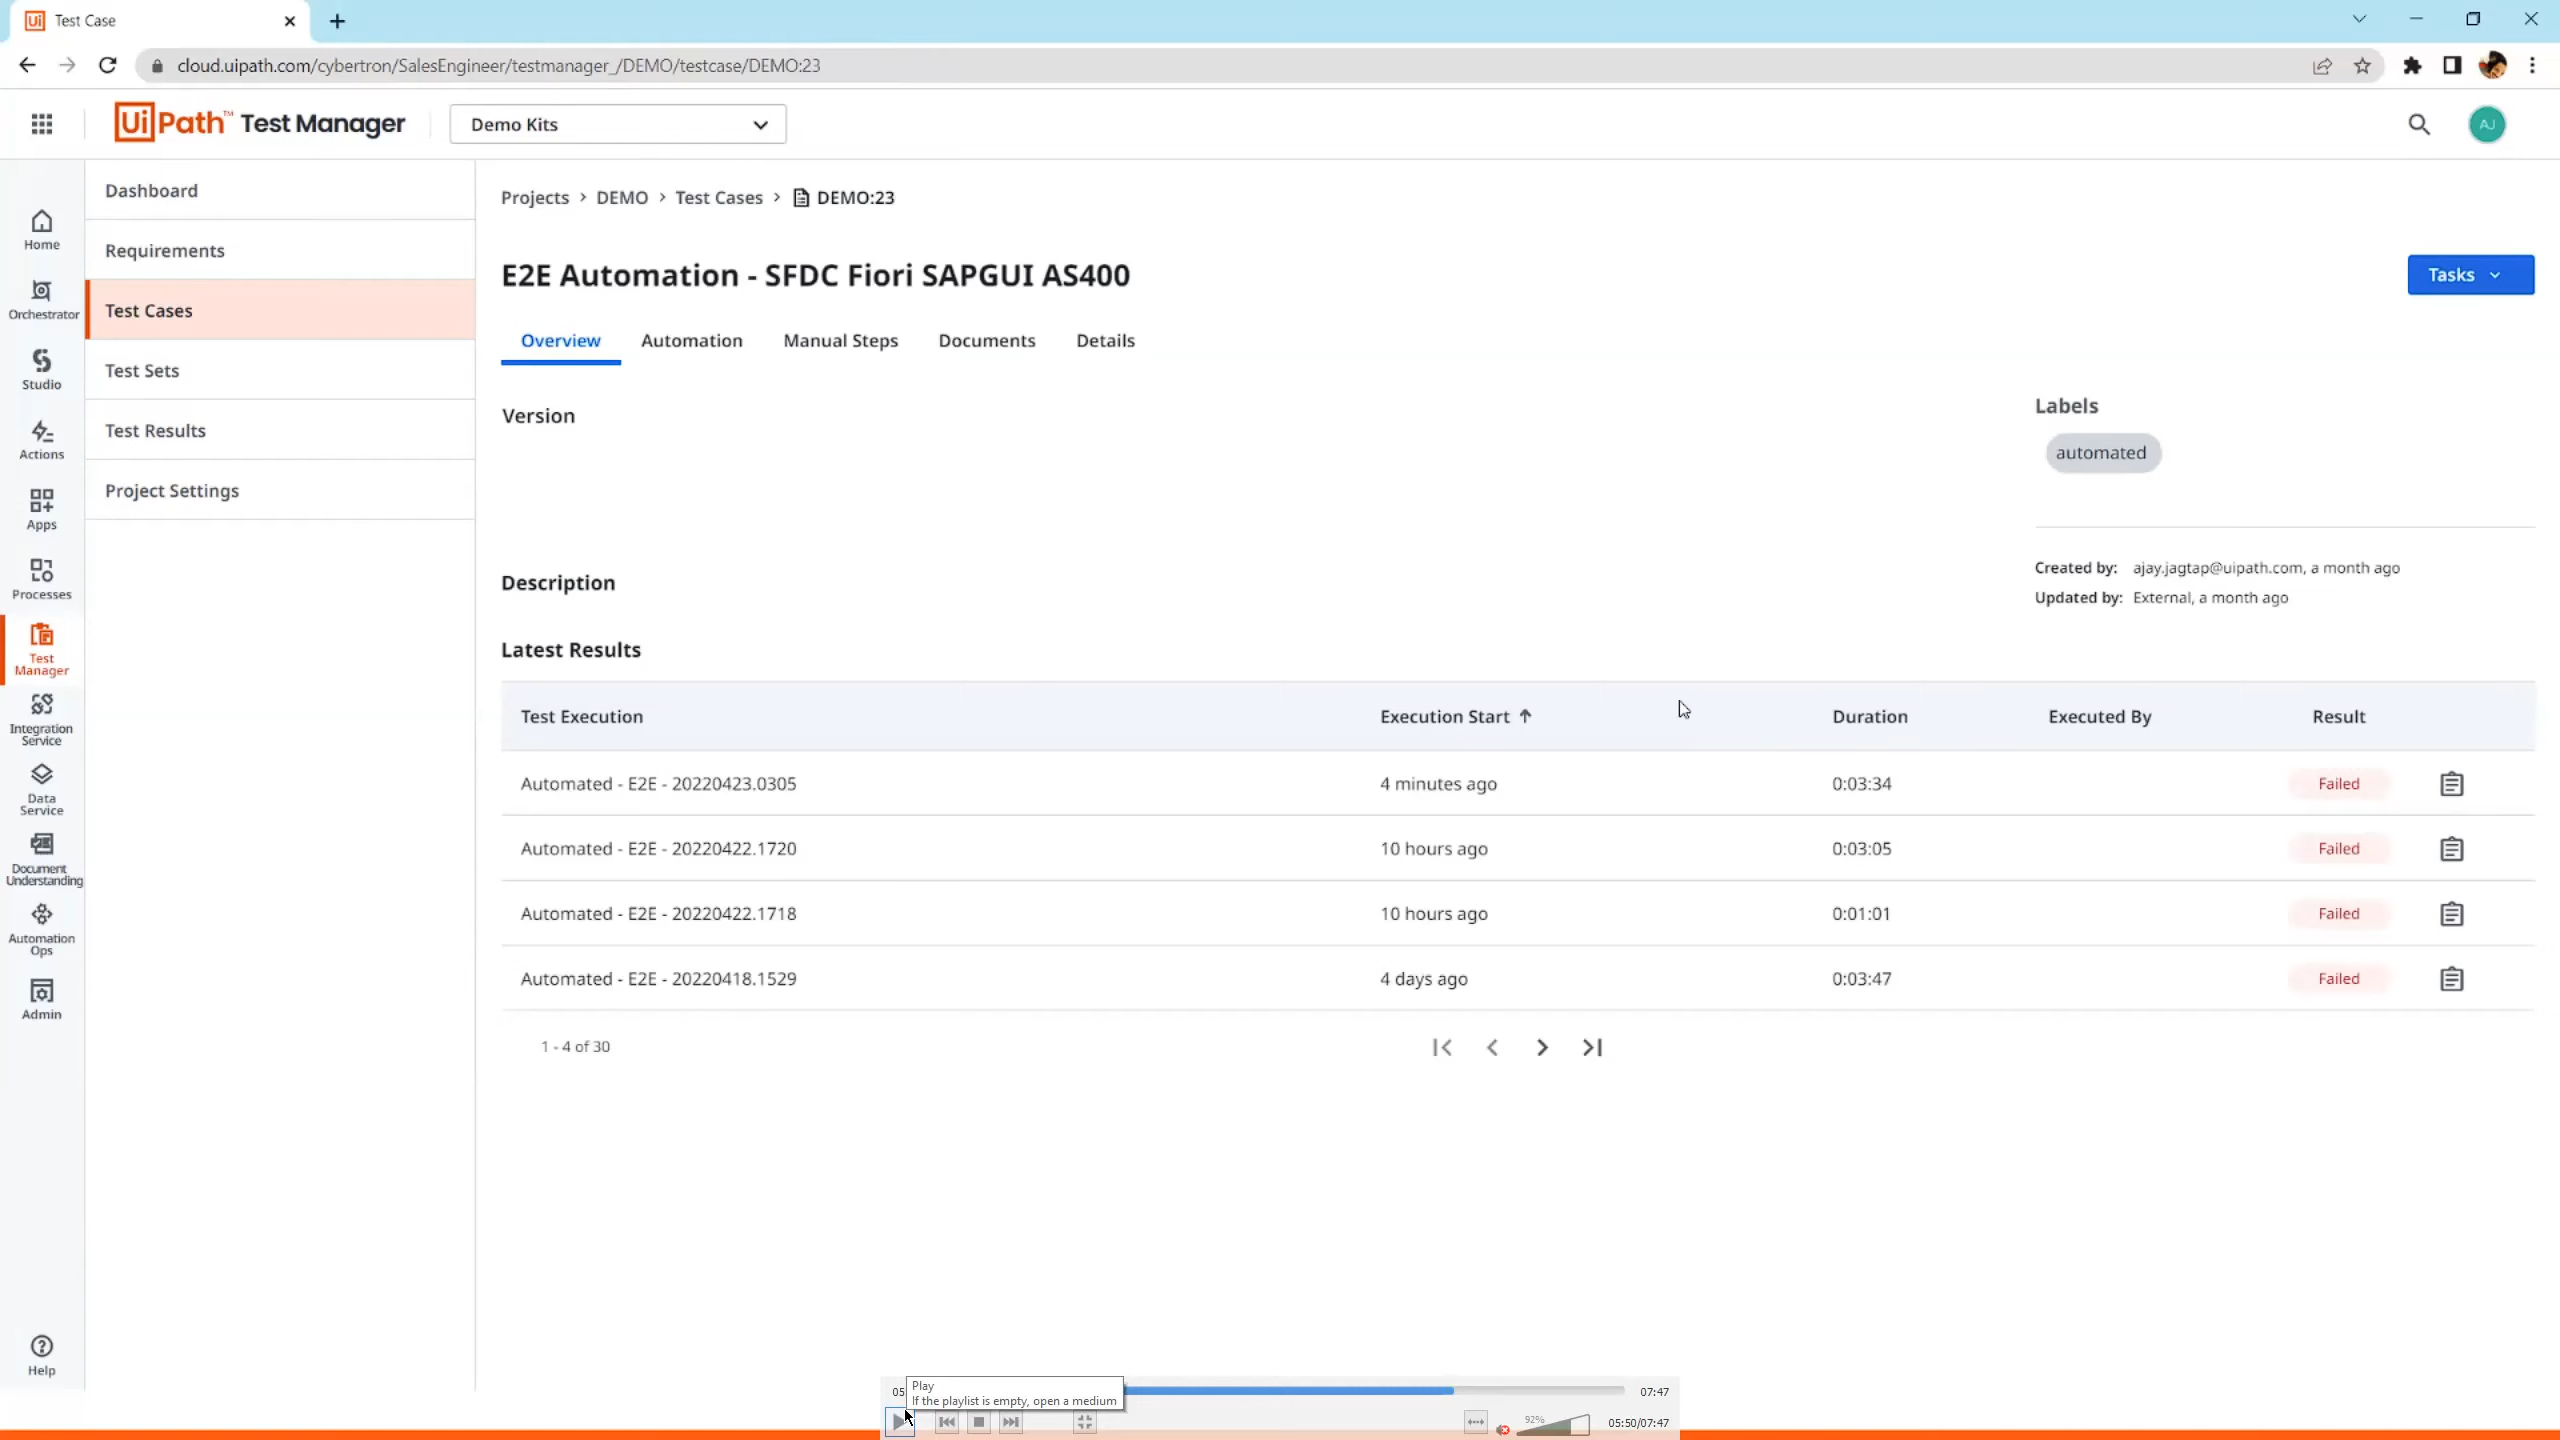 Test Case
cloud.uipath.com/cybertron/SalesEngineer/testmanager_/DEMO/testcase/DEMO:23
UiPath™ Test Manager
Demo Kits
AJ
Home
Orchestrator
Studio
Actions
Apps
Processes
Test
Manager
Integration
Service
Data
Service
Document
Understanding
Automation
Ops
Admin
Help
Dashboard
Requirements
Test Cases
Test Sets
Test Results
Project Settings
Projects > DEMO > Test Cases > DEMO:23
E2E Automation - SFDC Fiori SAPGUI AS400
Tasks
Overview Automation Manual Steps Documents Details
Version
Labels
automated
Description
Created by: ajay.jagtap@uipath.com, a month ago
Updated by: External, a month ago
Latest Results
Test Execution Execution Start Duration Executed By Result
Automated - E2E - 20220423.0305 4 minutes ago 0:03:34 Failed
Automated - E2E - 20220422.1720 10 hours ago 0:03:05 Failed
Automated - E2E - 20220422.1718 10 hours ago 0:01:01 Failed
Automated - E2E - 20220418.1529 4 days ago 0:03:47 Failed
1 - 4 of 30
05
Play
If the playlist is empty, open a medium
07:47
92%
05:50/07:47